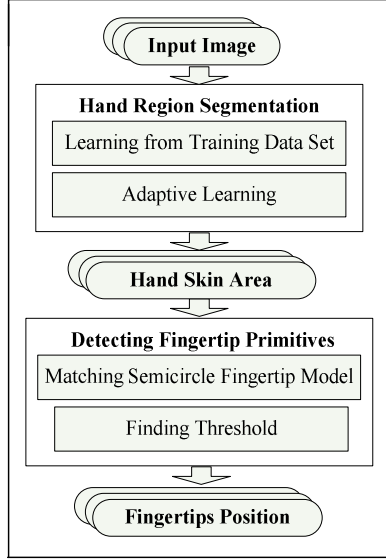 Input Image
Hand Region Segmentation
Learning from Training Data Set
Adaptive Learning
Hand Skin Area
Detecting Fingertip Primitives
Matching Semicircle Fingertip Model
Finding Threshold
Fingertips Position